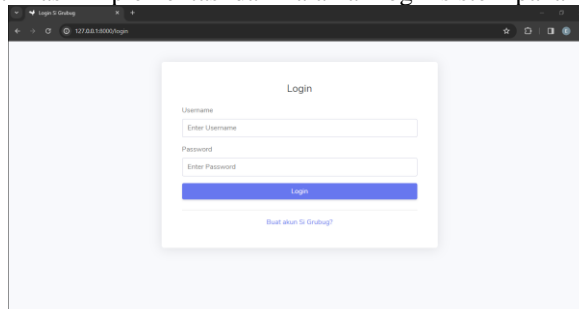 Login Si Grubug
127.0.0.1:8000/login
Login
Username
Enter Username
Password
Enter Password
Login
Buat akun Si Grubug?